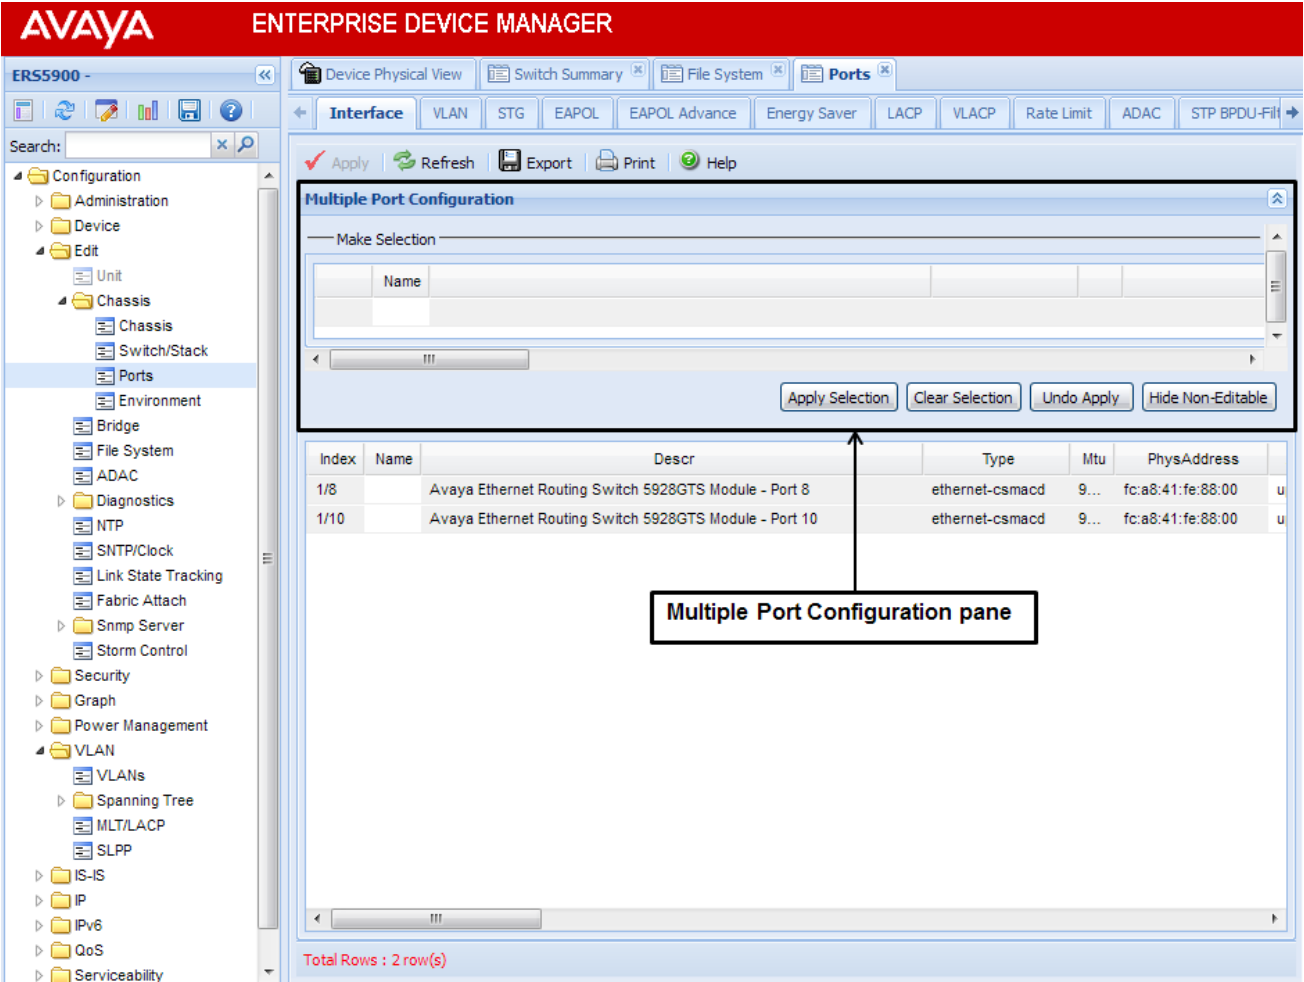 AVAYA ENTERPRISE DEVICE MANAGER
ERS5900 -
Search:
Configuration
Administration
Device
Edit
Unit
Chassis
Chassis
Switch/Stack
Ports
Environment
Bridge
File System
ADAC
Diagnostics
NTP
SNTP/Clock
Link State Tracking
Fabric Attach
Snmp Server
Storm Control
Security
Graph
Power Management
VLAN
VLANs
Spanning Tree
MLT/LACP
SLPP
IS-IS
IP
IPv6
QoS
Serviceability
Device Physical View Switch Summary File System Ports
Interface VLAN STG EAPOL EAPOL Advance Energy Saver LACP VLACP Rate Limit ADAC STP BPDU-Filt
Apply Refresh Export Print Help
Multiple Port Configuration
Make Selection
Name
Apply Selection Clear Selection Undo Apply Hide Non-Editable
Index Name Descr Type Mtu PhysAddress
1/8 Avaya Ethernet Routing Switch 5928GTS Module - Port 8 ethernet-csmacd 9... fc:a8:41:fe:88:00 u
1/10 Avaya Ethernet Routing Switch 5928GTS Module - Port 10 ethernet-csmacd 9... fc:a8:41:fe:88:00 u
Multiple Port Configuration pane
Total Rows : 2 row(s)